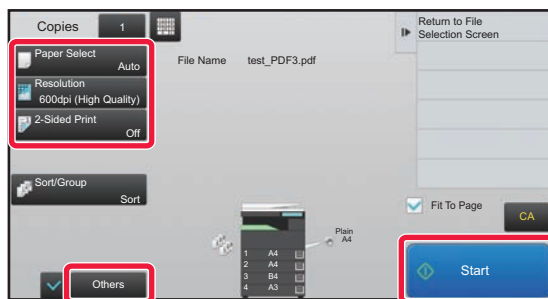 Copies
1
Return to File
Selection Screen
Paper Select
Auto
File Name
test_PDF3.pdf
Resolution
600dpi (High Quality)
2-Sided Print
Off
Sort/Group
Sort
Fit To Page
CA
Plain
A4
1 A4
2 A4
3 B4
4 A3
Others
Start